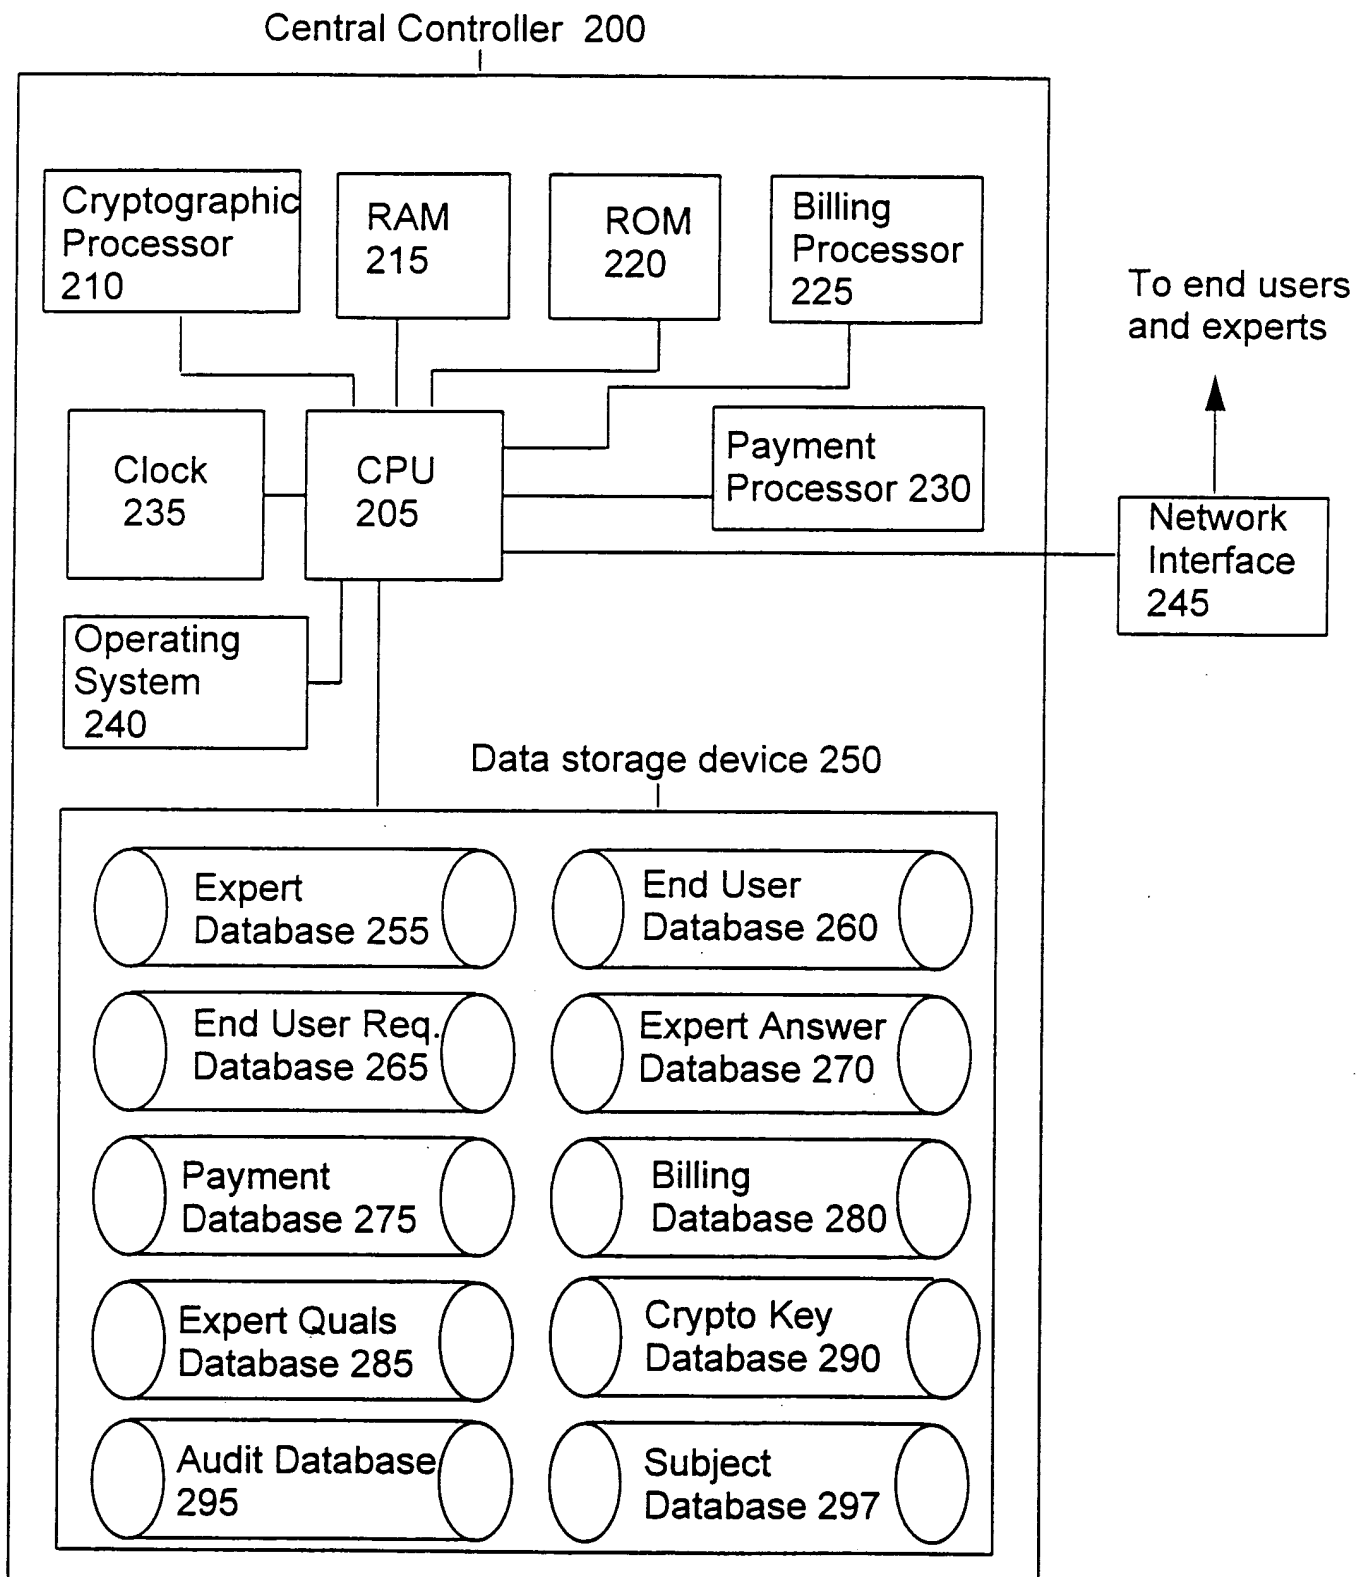 Central Controller 200
Cryptographic
Processor
210
RAM
215
ROM
220
Billing
Processor
225
To end users
and experts
Clock
235
CPU
205
Payment
Processor 230
Network
Interface
245
Operating
System
240
Data storage device 250
Expert
Database 255
End User
Database 260
End User Req.
Database 265
Expert Answer
Database 270
Payment
Database 275
Billing
Database 280
Expert Quals
Database 285
Crypto Key
Database 290
Audit Database
295
Subject
Database 297